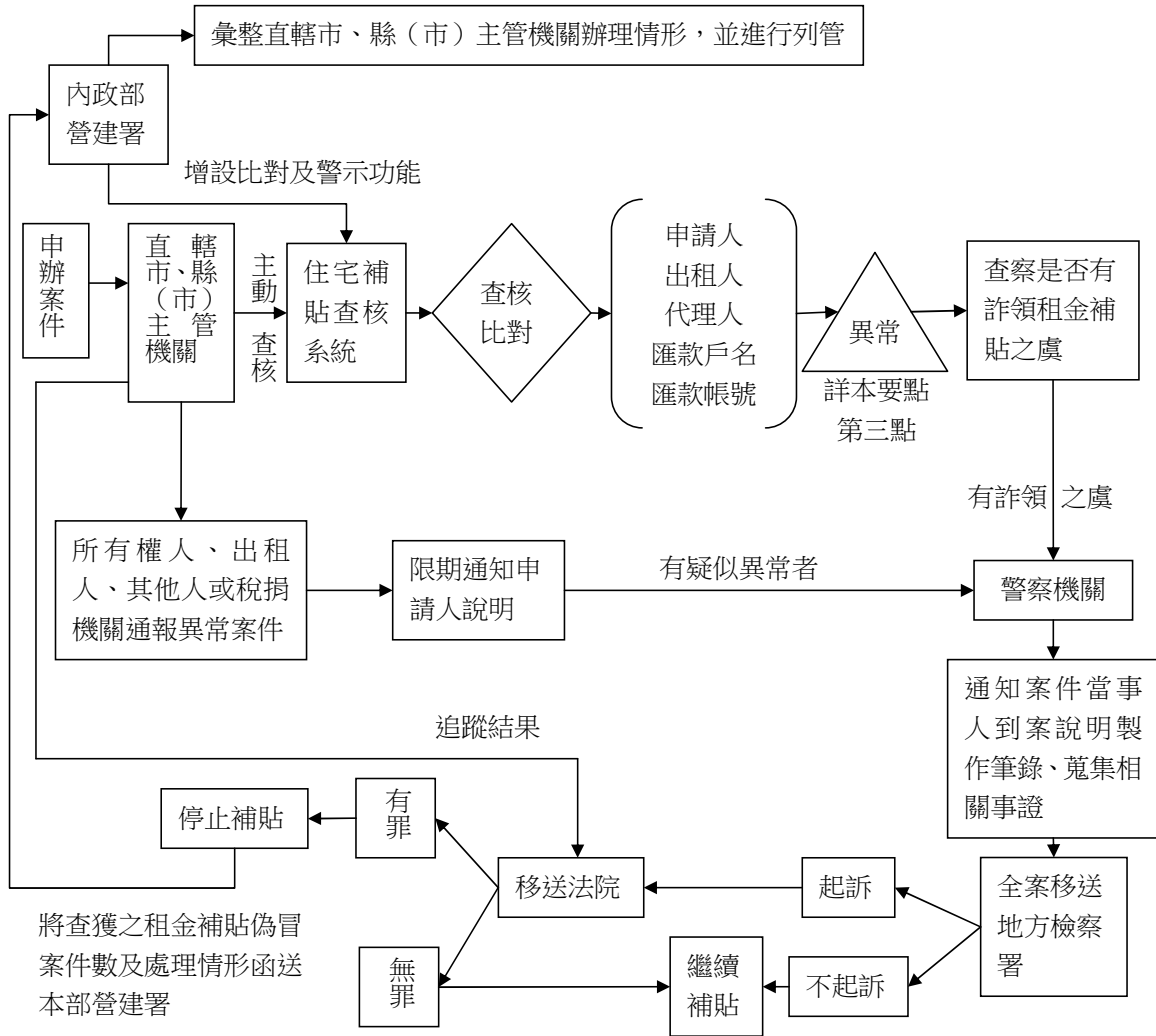 彙整直轄市、縣（市）主管機關辦理情形，並進行列管
內政部
營建署
增設比對及警示功能
申
辦
案
件
直轄
市、縣
（市）
主管
機關
主
動
查
核
住宅補
貼查核
系統
查核
比對
申請人
出租人
代理人
匯款戶名
匯款帳號
異常
詳本要點
第三點
查察是否有
詐領租金補
貼之虞
有詐領之虞
所有權人、出租
人、其他人或稅捐
機關通報異常案件
限期通知申
請人說明
有疑似異常者
警察機關
通知案件當事
人到案說明製
作筆錄、蒐集相
關事證
追蹤結果
停止補貼
有
罪
移送法院
起訴
全案移送
地方檢察
署
將查獲之租金補貼偽冒
案件數及處理情形函送
本部營建署
無
罪
繼續
補貼
不起訴